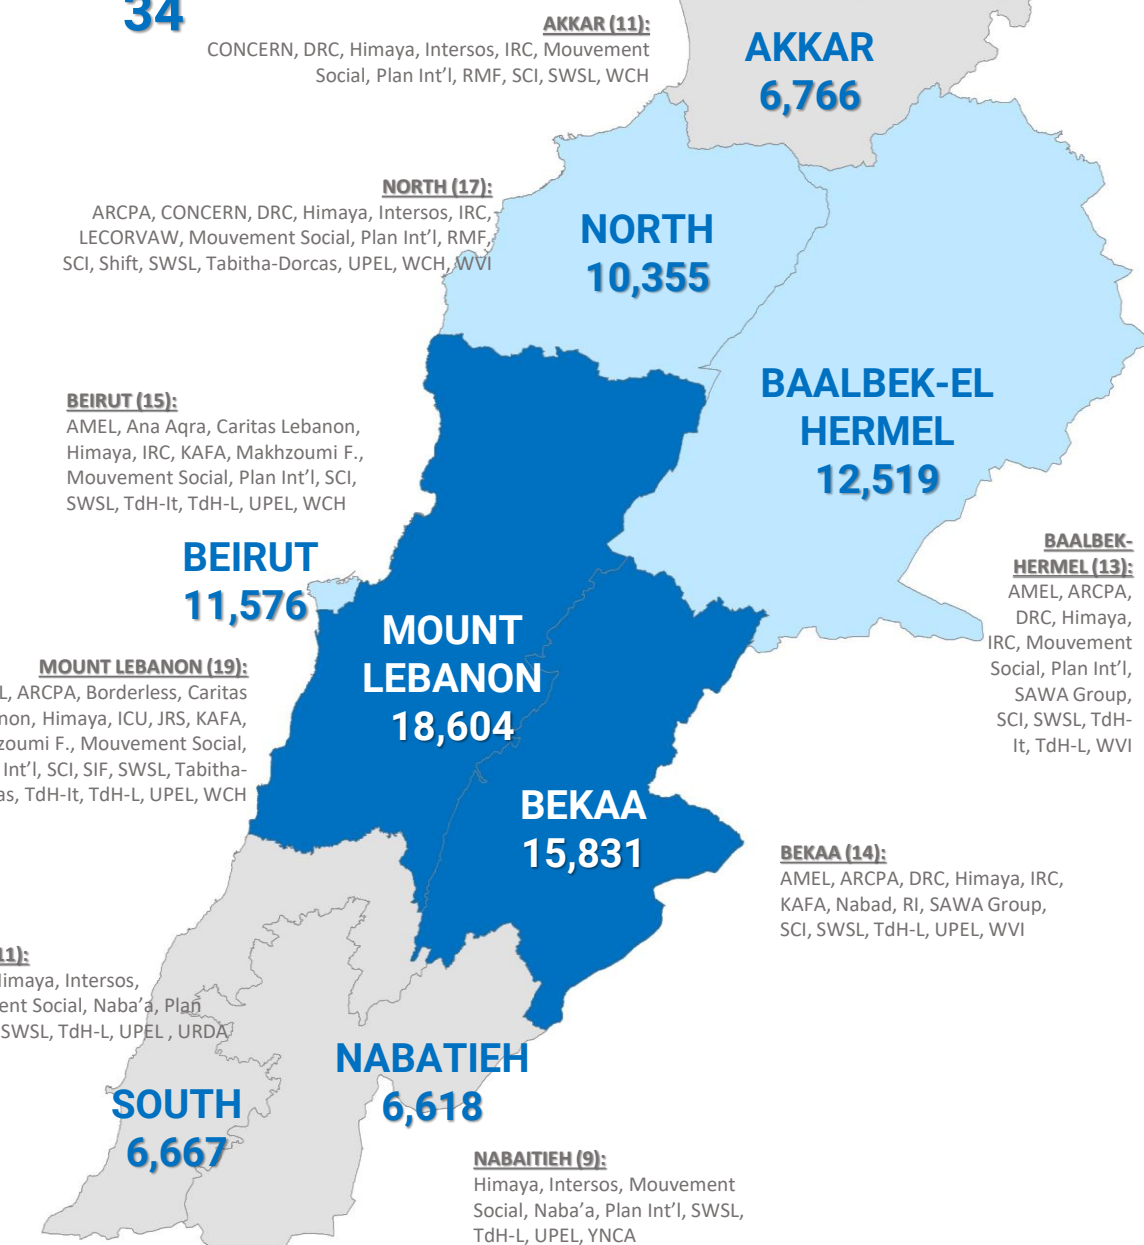 34
AKKAR (11):
CONCERN, DRC, Himaya, Intersos, IRC, Mouvement
Social, Plan Int'l, RMF, SCI, SWSL, WCH
AKKAR
6,766
NORTH (17):
ARCPA, CONCERN, DRC, Himaya, Intersos, IRC,
LECORVAW, Mouvement Social, Plan Int'l, RMF,
SCI, Shift, SWSL, Tabitha-Dorcas, UPEL, WCH, WVI
NORTH
10,355
BAALBEK-EL
HERMEL
12,519
BEIRUT (15):
AMEL, Ana Aqra, Caritas Lebanon,
Himaya, IRC, KAFA, Makhzoumi F.,
Mouvement Social, Plan Int'l, SCI,
SWSL, TdH-It, TdH-L, UPEL, WCH
BEIRUT
11,576
BAALBEK-
HERMEL (13):
AMEL, ARCPA,
DRC, Himaya,
IRC, Mouvement
Social, Plan Int'l,
SAWA Group,
SCI, SWSL, TdH-
It, TdH-L, WVI
MOUNT
LEBANON
18,604
MOUNT LEBANON (19):
L, ARCPA, Borderless, Caritas
non, Himaya, ICU, JRS, KAFA,
zoumi F., Mouvement Social,
Int'l, SCI, SIF, SWSL, Tabitha-
as, TdH-It, TdH-L, UPEL, WCH
BEKAA
15,831
BEKAA (14):
AMEL, ARCPA, DRC, Himaya, IRC,
KAFA, Nabad, RI, SAWA Group,
SCI, SWSL, TdH-L, UPEL, WVI
11):
Himaya, Intersos,
ent Social, Naba'a, Plan
SWSL, TdH-L, UPEL , URDA
NABATIEH
6,618
SOUTH
6,667
NABAITIEH (9):
Himaya, Intersos, Mouvement
Social, Naba'a, Plan Int'l, SWSL,
TdH-L, UPEL, YNCA